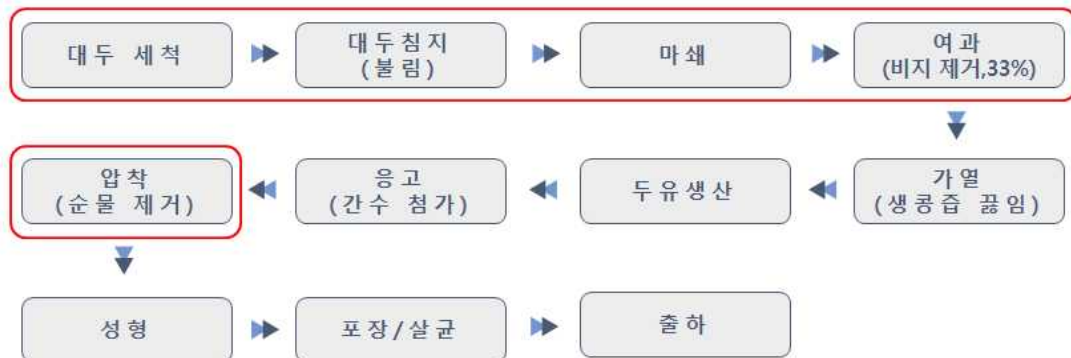 대두 세척
대두침지
(불림)
마쇄
여과
(비지 제거,33%)
가열
(생콩즙 끓임)
두유생산
응고
(간수 첨가)
압착
(순물 제거)
성형
포장/살균
출하